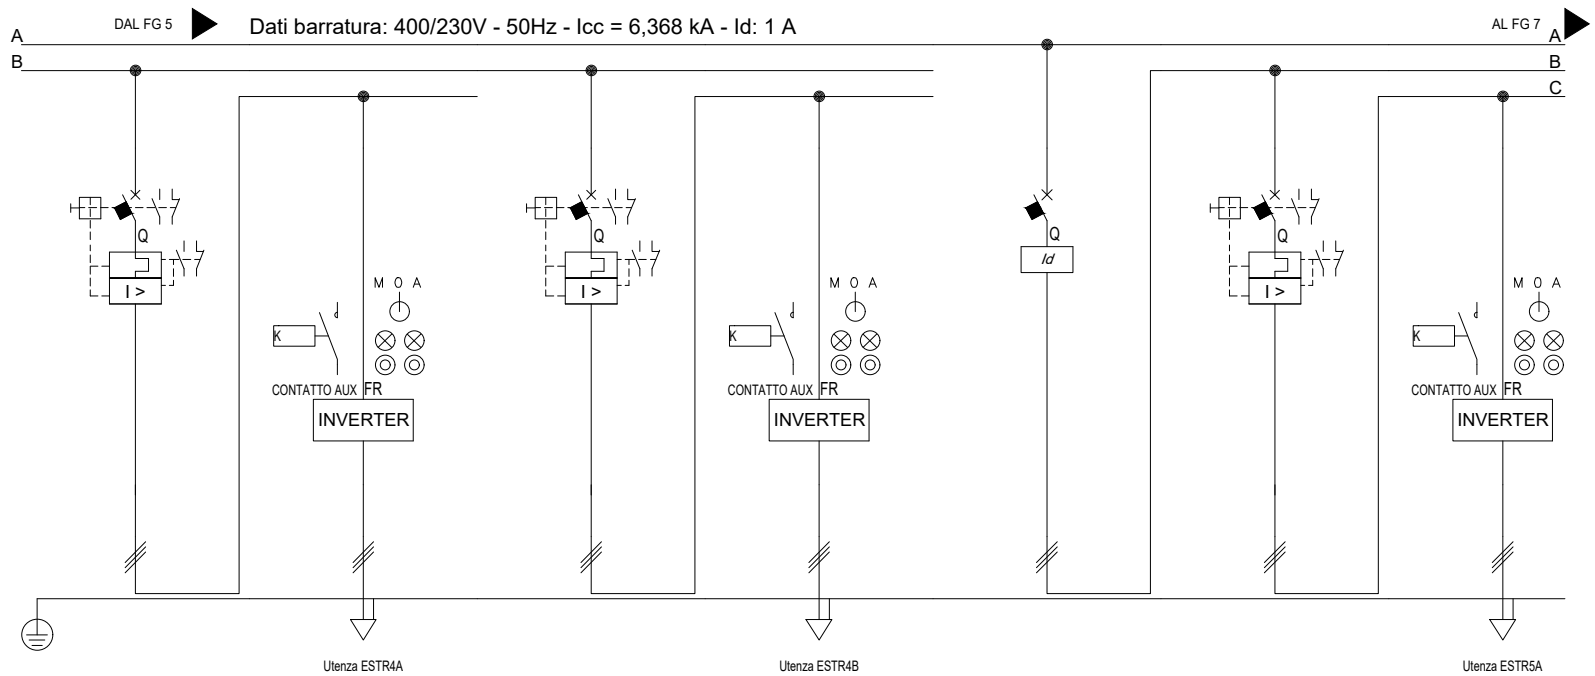 DAL FG 5
Dati barratura: 400/230V - 50Hz - Icc = 6,368 kA - Id: 1 A
AL FG 7
A
A
B
B
C
Q
Q
Q
Q
Id
I >
I >
I >
M O A
M O A
M O A
K
K
K
CONTATTO AUX FR
CONTATTO AUX FR
CONTATTO AUX FR
INVERTER
INVERTER
INVERTER
Utenza ESTR4A
Utenza ESTR4B
Utenza ESTR5A